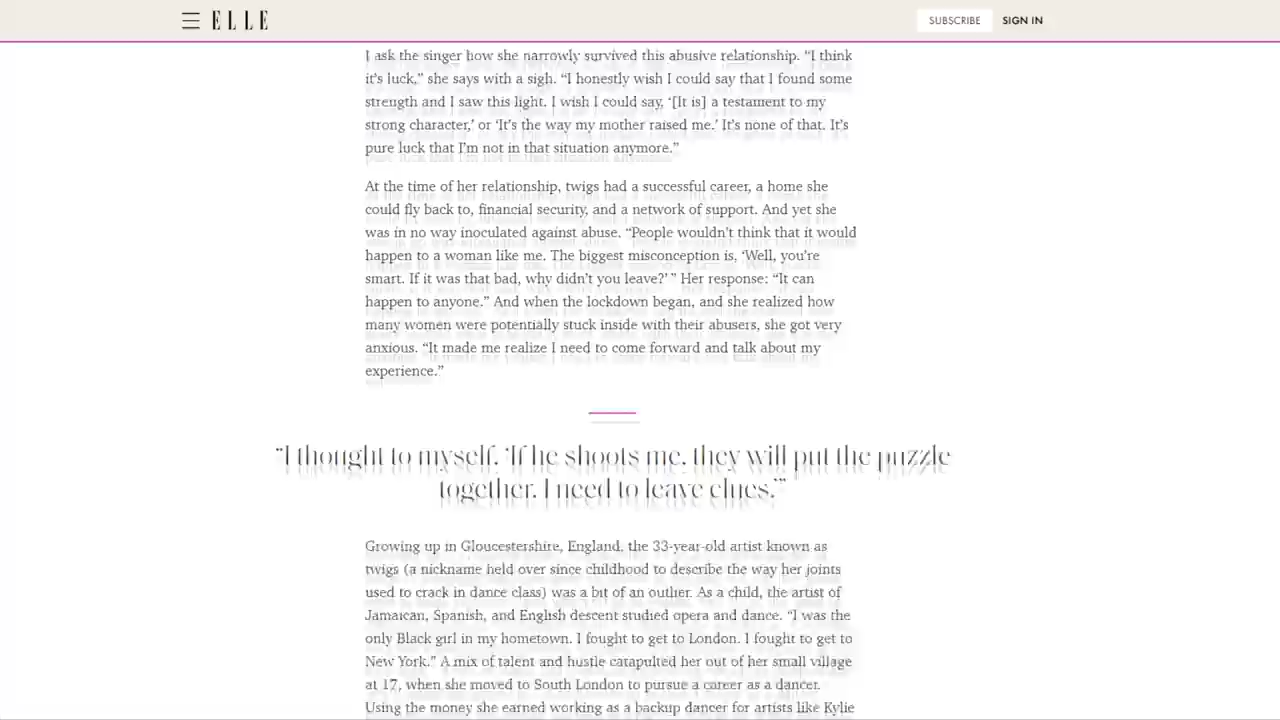 ELLE
SUBSCRIBE
SIGN IN
I ask the singer how she narrowly survived this abusive relationship. “I think
it’s luck,” she says with a sigh. “I honestly wish I could say that I found some
strength and I saw this light. I wish I could say, ‘[It is] a testament to my
strong character,’ or ‘It’s the way my mother raised me.’ It’s none of that. It’s
pure luck that I’m not in that situation anymore.”
At the time of her relationship, twigs had a successful career, a home she
could fly back to, financial security, and a network of support. And yet she
was in no way inoculated against abuse. “People wouldn’t think that it would
happen to a woman like me. The biggest misconception is, ‘Well, you’re
smart. If it was that bad, why didn’t you leave?’ ” Her response: “It can
happen to anyone.” And when the lockdown began, and she realized how
many women were potentially stuck inside with their abusers, she got very
anxious. “It made me realize I need to come forward and talk about my
experience.”
“I thought to myself, ‘If he shoots me, they will put the puzzle
together. I need to leave clues.’”
Growing up in Gloucestershire, England, the 33-year-old artist known as
twigs (a nickname held over since childhood to describe the way her joints
used to crack in dance class) was a bit of an outlier. As a child, the artist of
Jamaican, Spanish, and English descent studied opera and dance. “I was the
only Black girl in my hometown. I fought to get to London. I fought to get to
New York.” A mix of talent and hustle catapulted her out of her small village
at 17, when she moved to South London to pursue a career as a dancer.
Using the money she earned working as a backup dancer for artists like Kylie